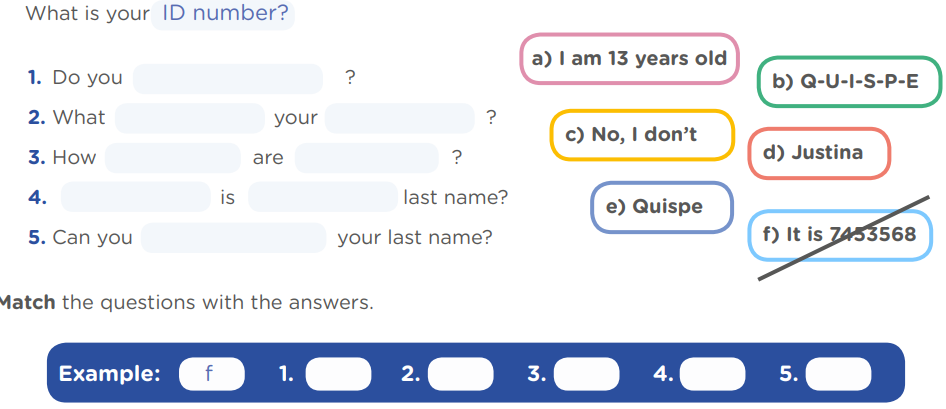 What is your ID number?
1. Do you ?
2. What your ?
3. How are ?
4. is last name?
5. Can you your last name?
a) I am 13 years old
b) Q-U-I-S-P-E
c) No, I don’t
d) Justina
e) Quispe
f) It is 7453568
Match the questions with the answers.
Example: f 1. 2. 3. 4. 5.